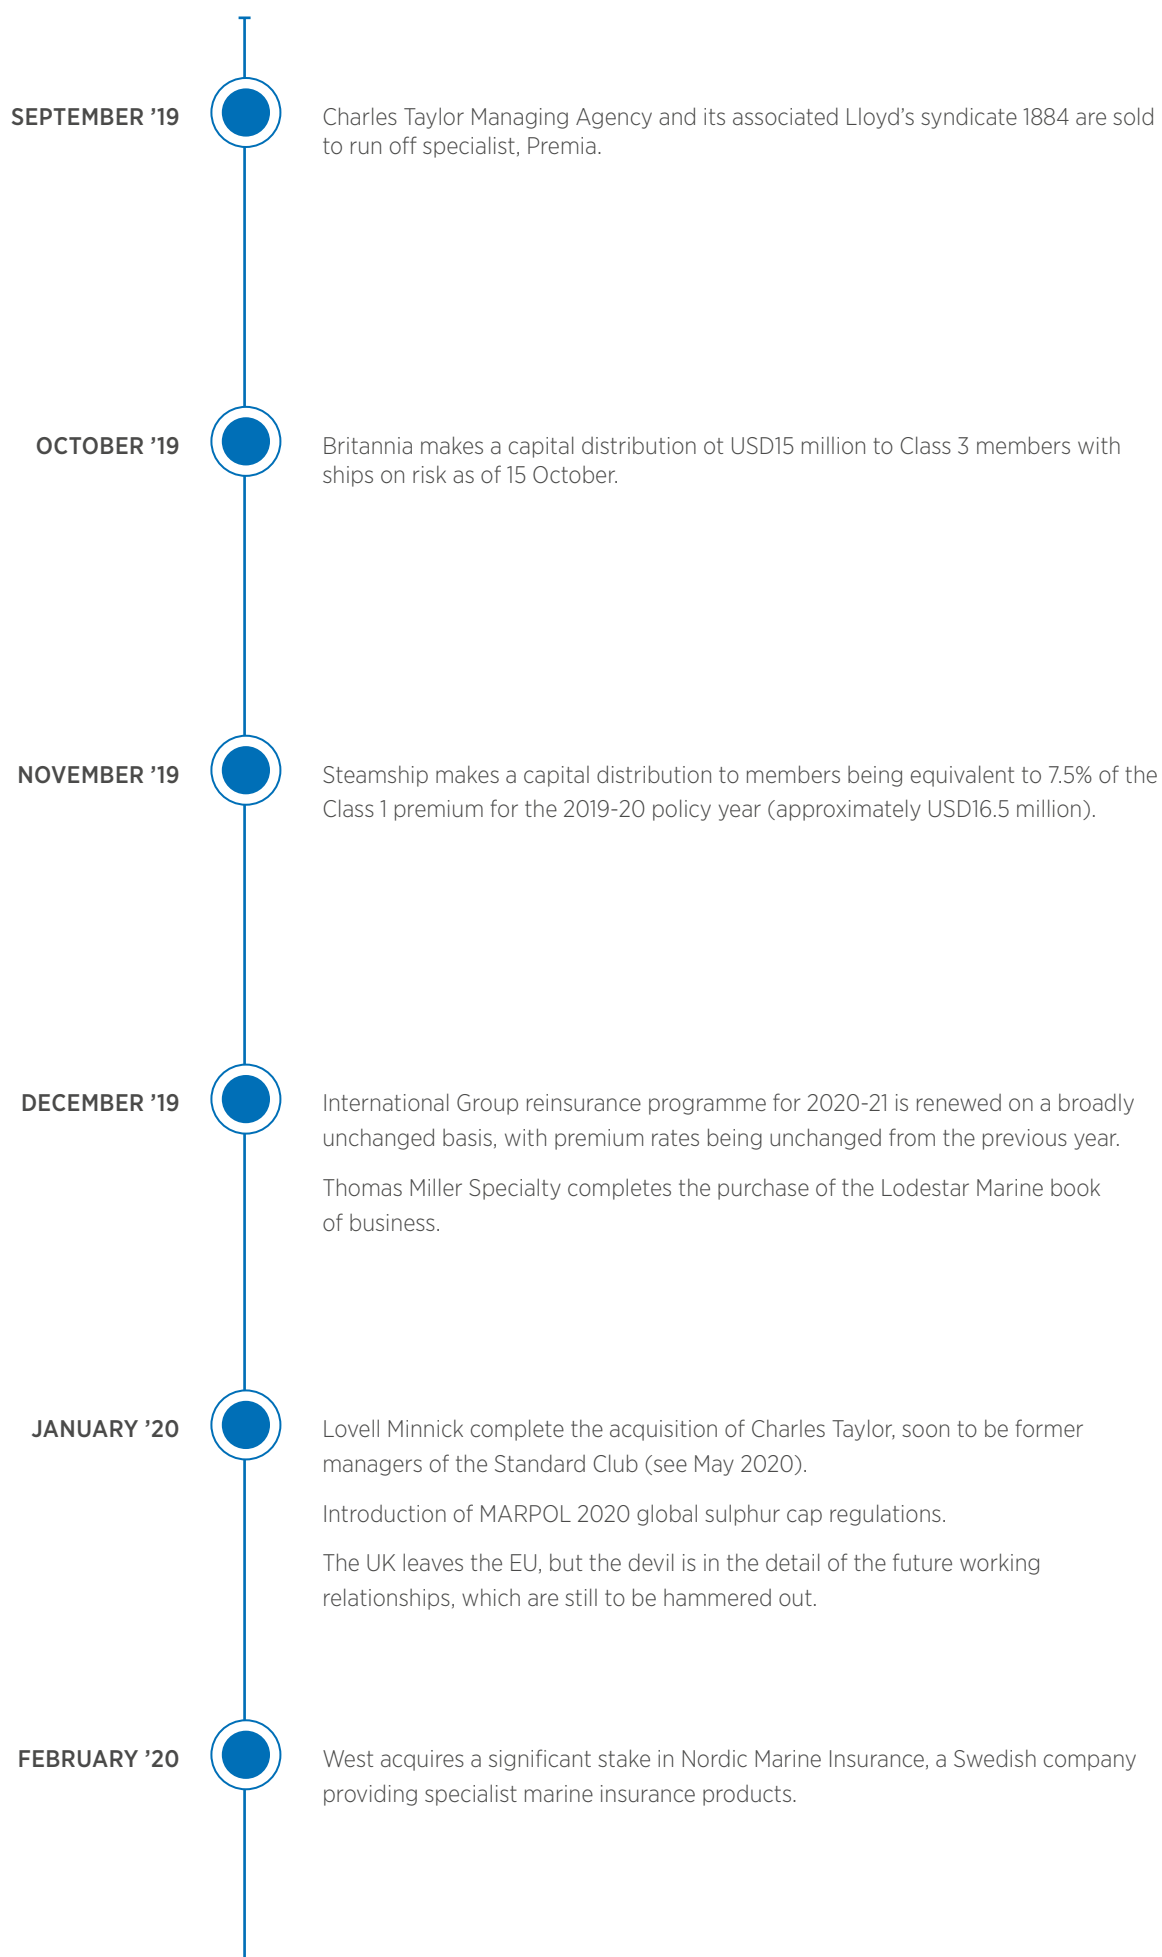 SEPTEMBER ’19
Charles Taylor Managing Agency and its associated Lloyd’s syndicate 1884 are sold
to run off specialist, Premia.
OCTOBER ’19
Britannia makes a capital distribution ot USD15 million to Class 3 members with
ships on risk as of 15 October.
NOVEMBER ’19
Steamship makes a capital distribution to members being equivalent to 7.5% of the
Class 1 premium for the 2019-20 policy year (approximately USD16.5 million).
DECEMBER ’19
International Group reinsurance programme for 2020-21 is renewed on a broadly
unchanged basis, with premium rates being unchanged from the previous year.
Thomas Miller Specialty completes the purchase of the Lodestar Marine book
of business.
JANUARY ’20
Lovell Minnick complete the acquisition of Charles Taylor, soon to be former
managers of the Standard Club (see May 2020).
Introduction of MARPOL 2020 global sulphur cap regulations.
The UK leaves the EU, but the devil is in the detail of the future working
relationships, which are still to be hammered out.
FEBRUARY ’20
West acquires a significant stake in Nordic Marine Insurance, a Swedish company
providing specialist marine insurance products.